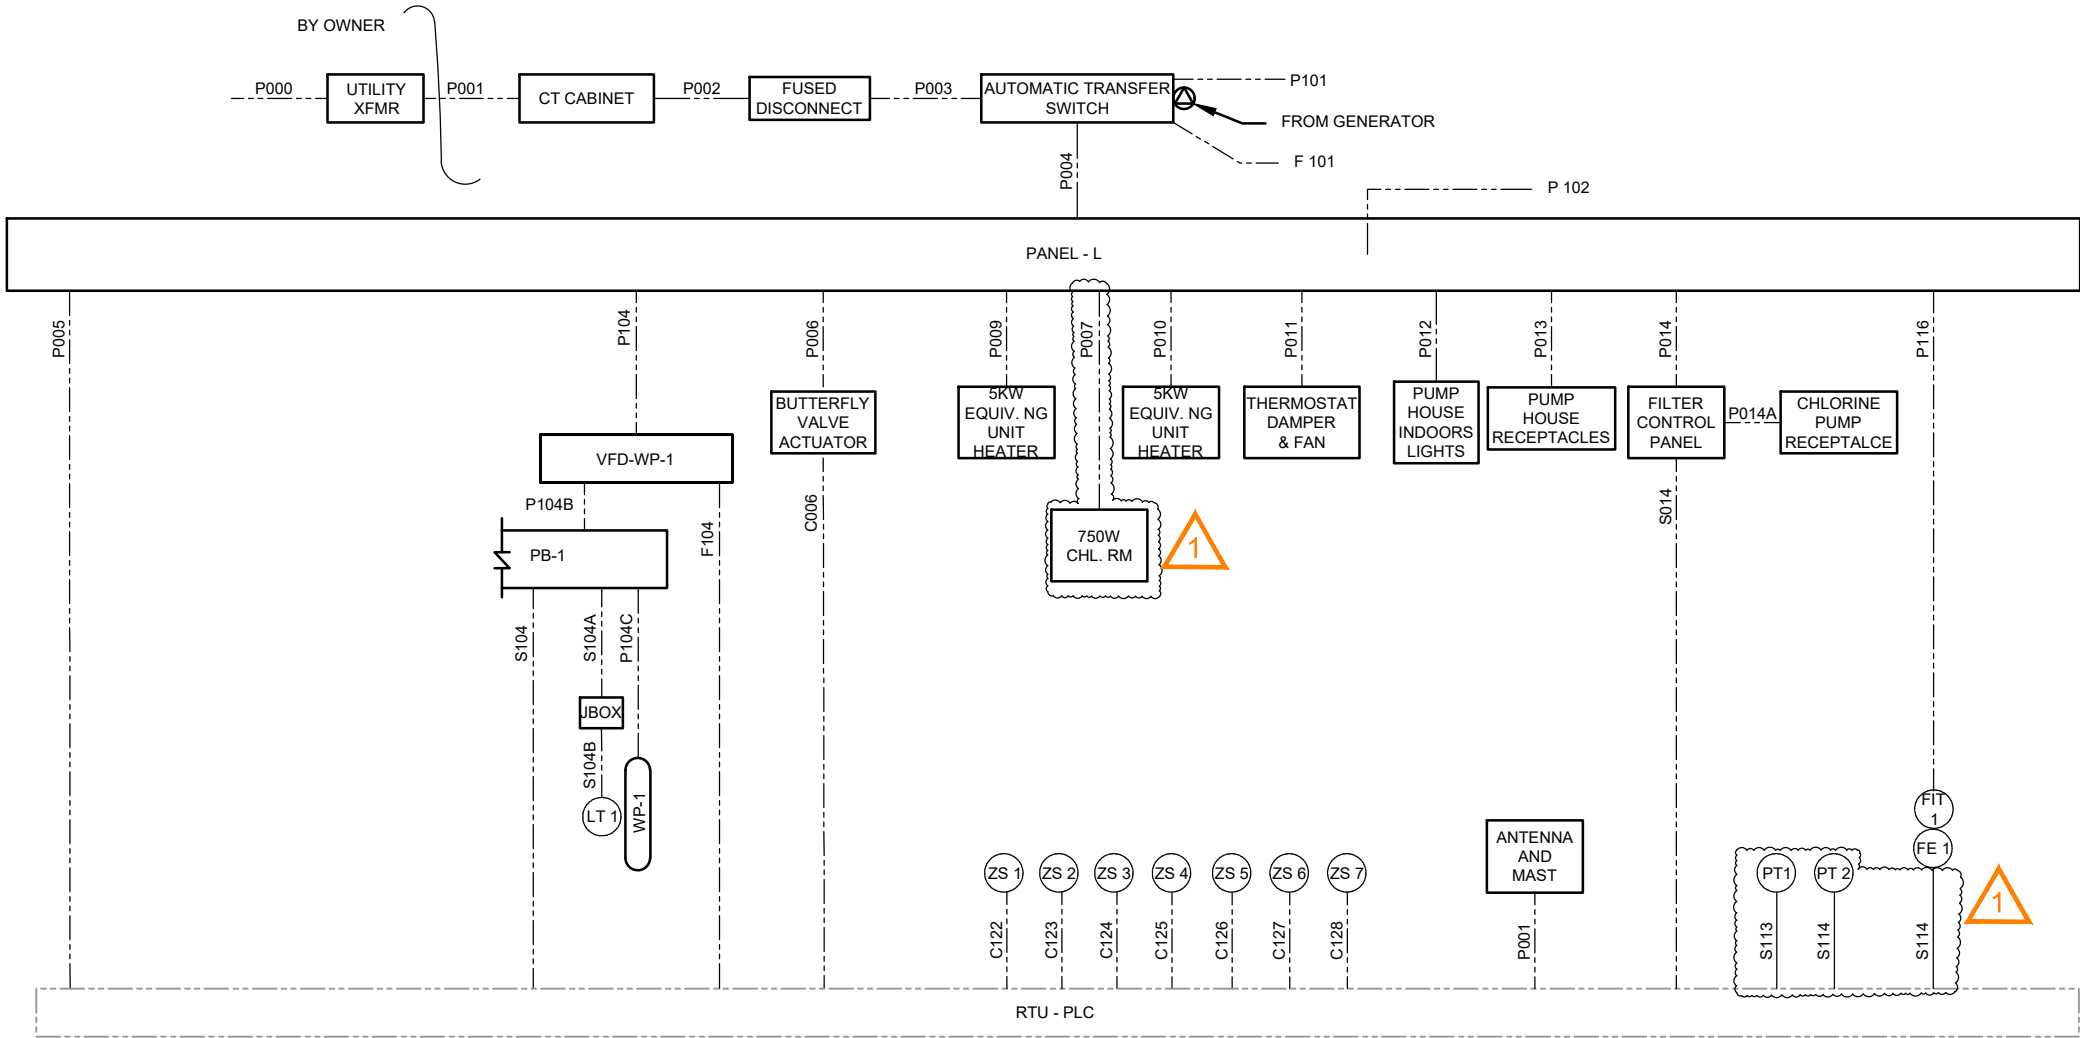 BY OWNER
P000
UTILITY
XFMR
P001
CT CABINET
P002
FUSED
DISCONNECT
P003
AUTOMATIC TRANSFER
SWITCH
P101
FROM GENERATOR
F 101
P004
P 102
PANEL - L
P005
P104
P006
P009
P007
P010
P011
P012
P013
P014
P116
VFD-WP-1
BUTTERFLY
VALVE
ACTUATOR
5KW
EQUIV. NG
UNIT
HEATER
5KW
EQUIV. NG
UNIT
HEATER
THERMOSTAT
DAMPER
& FAN
PUMP
HOUSE
INDOORS
LIGHTS
PUMP
HOUSE
RECEPTACLES
FILTER
CONTROL
PANEL
P014A
CHLORINE
PUMP
RECEPTALCE
P104B
F104
C006
S014
PB-1
750W
CHL. RM
1
S104
S104A
P104C
JBOX
S104B
LT 1
WP-1
FIT
1
FE 1
ANTENNA
AND
MAST
ZS 1
ZS 2
ZS 3
ZS 4
ZS 5
ZS 6
ZS 7
PT1
PT 2
1
C122
C123
C124
C125
C126
C127
C128
P001
S113
S114
S114
RTU - PLC